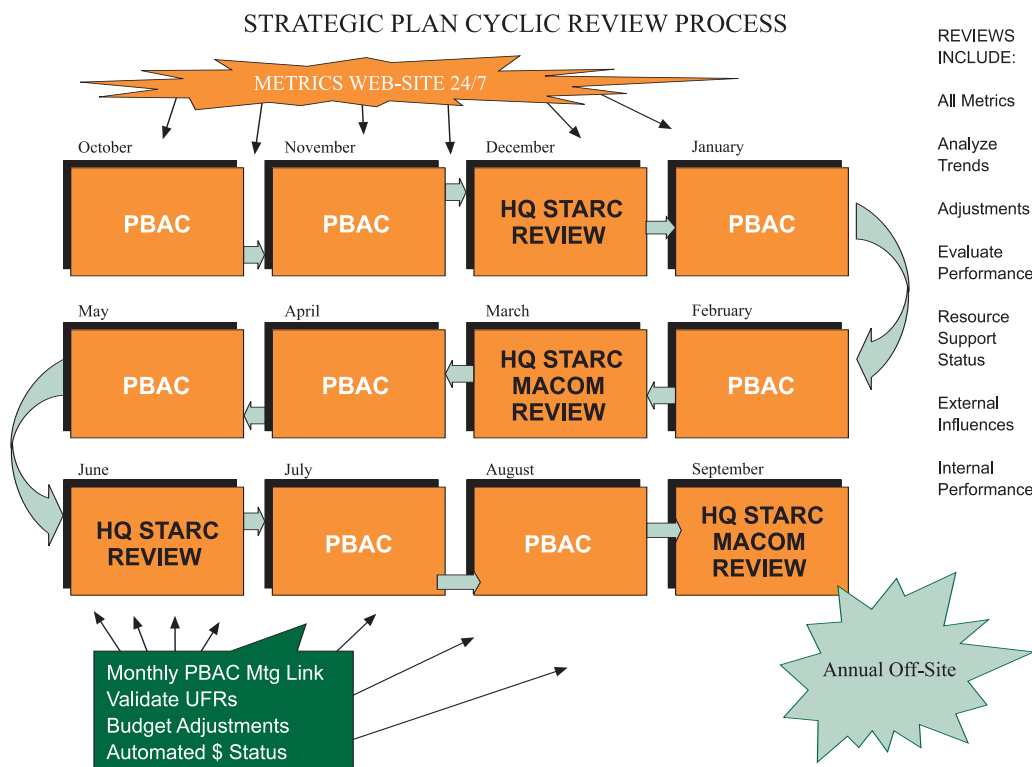 STRATEGIC PLAN CYCLIC REVIEW PROCESS
METRICS WEB-SITE 24/7
October
November
December
January
PBAC
PBAC
HQ STARC
REVIEW
PBAC
May
April
March
February
PBAC
PBAC
HQ STARC
MACOM
REVIEW
PBAC
June
July
August
September
HQ STARC
REVIEW
PBAC
PBAC
HQ STARC
MACOM
REVIEW
Monthly PBAC Mtg Link
Validate UFRs
Budget Adjustments
Automated $ Status
Annual Off-Site
REVIEWS
INCLUDE:
All Metrics
Analyze
Trends
Adjustments
Evaluate
Performance
Resource
Support
Status
External
Influences
Internal
Performance